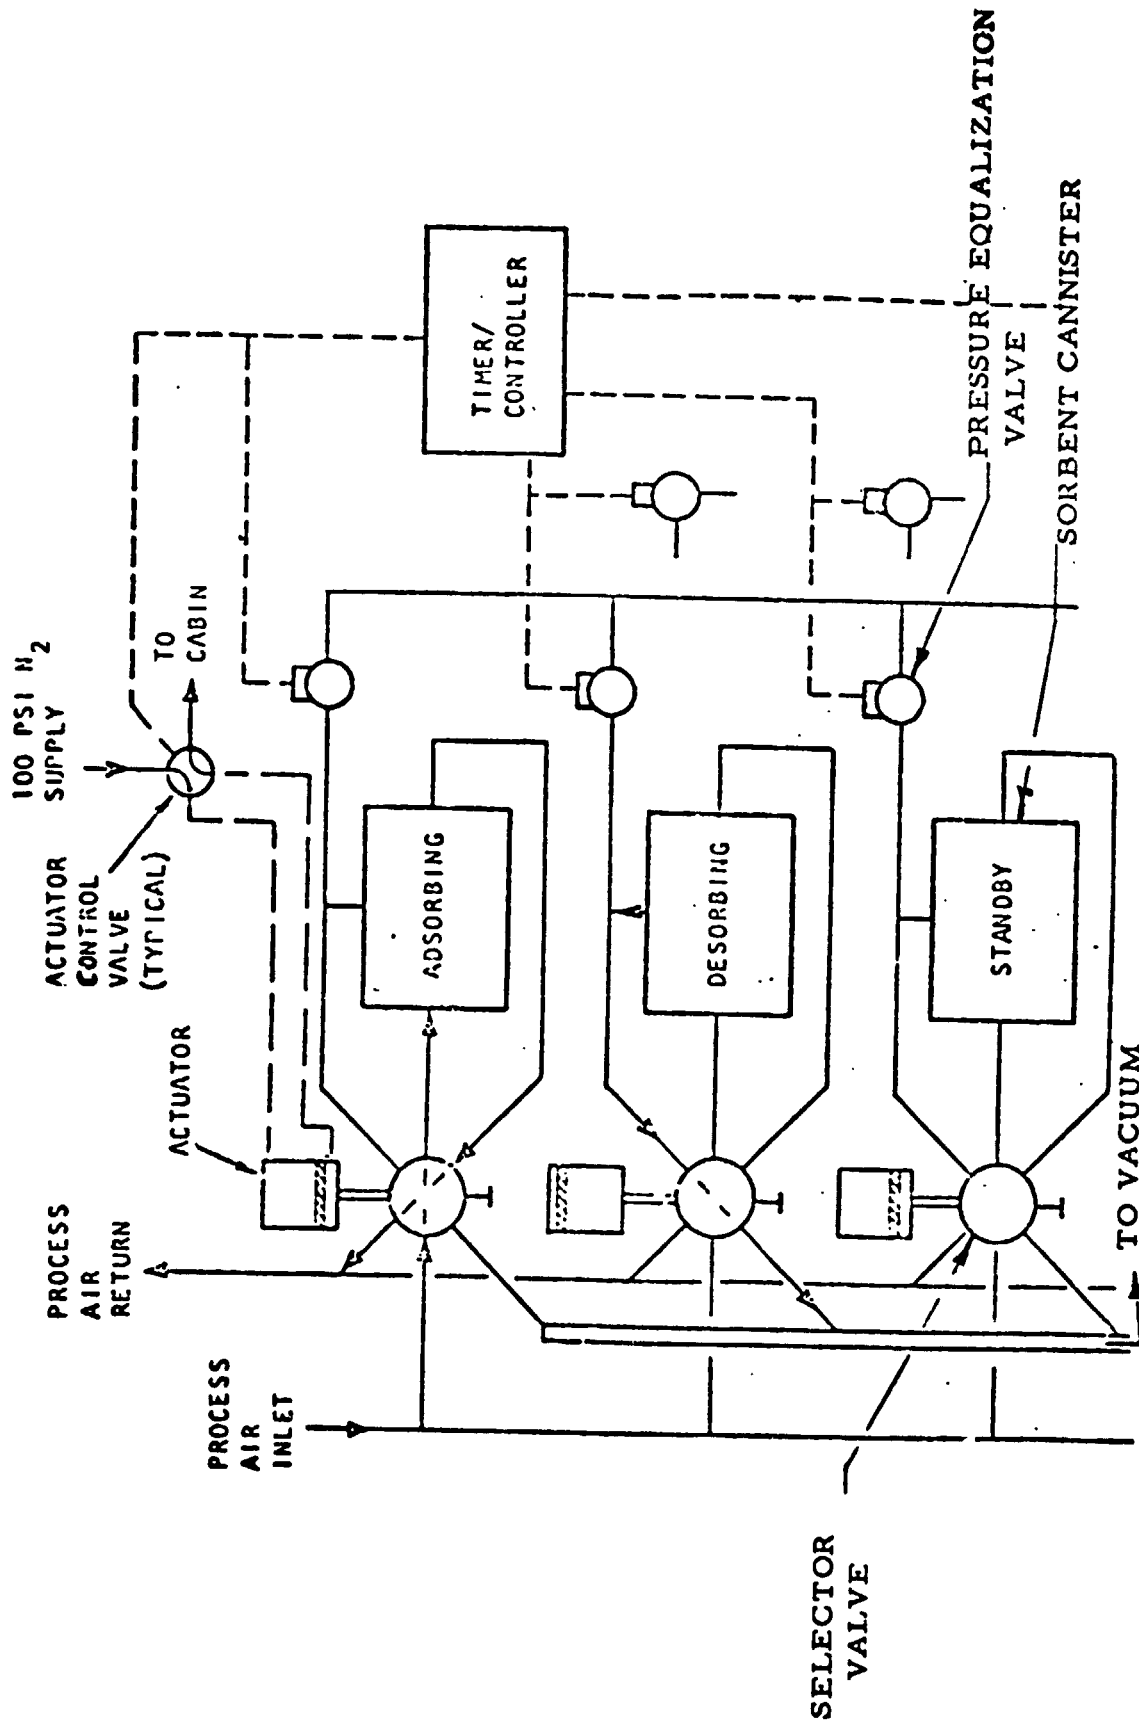 100 PSI N2
SUPPLY
ACTUATOR
CONTROL
VALVE
(TYPICAL)
TO
CABIN
ACTUATOR
PROCESS
AIR
RETURN
PROCESS
AIR
INLET
TIMER/
CONTROLLER
ADSORBING
DESORBING
STANDBY
PRESSURE EQUALIZATION
VALVE
SORBENT CANNISTER
TO VACUUM
SELECTOR
VALVE